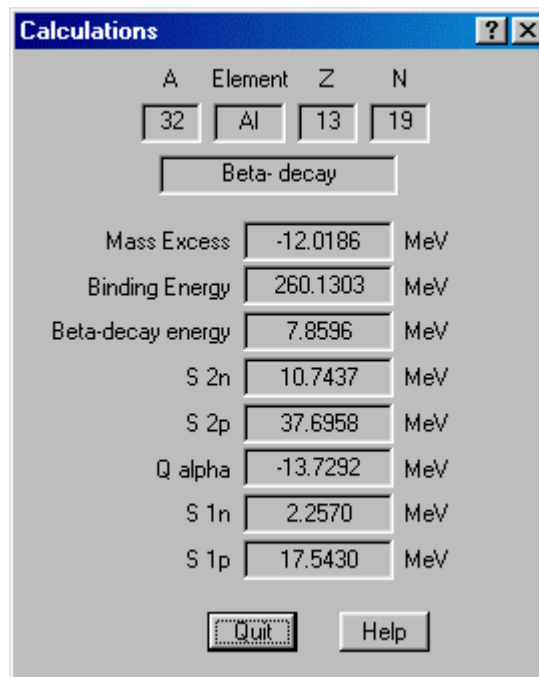 Calculations ? ×
A Element Z N
32 Al 13 19
Beta- decay
Mass Excess -12.0186 MeV
Binding Energy 260.1303 MeV
Beta-decay energy 7.8596 MeV
S 2n 10.7437 MeV
S 2p 37.6958 MeV
Q alpha -13.7292 MeV
S 1n 2.2570 MeV
S 1p 17.5430 MeV
Quit Help